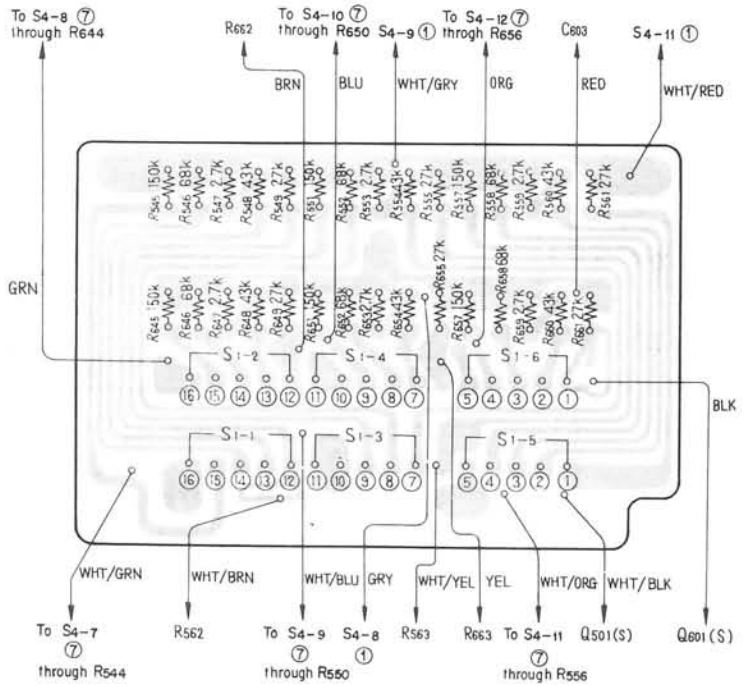 To S4-8 ⑦
through R644
R662
To S4-10 ⑦
through R650
S4-9 ①
To S4-12 ⑦
through R656
C603
S4-11 ①
BRN
BLU
WHT/GRY
ORG
RED
WHT/RED
R545 150k
R546 68k
R547 2.7k
R548 43k
R549 27k
R551 150k
R552 68k
R553 2.7k
R554 43k
R555 27k
R557 150k
R558 68k
R559 2.7k
R560 43k
R561 27k
GRN
R645 150k
R646 68k
R647 2.7k
R648 43k
R649 27k
R651 150k
R652 68k
R653 2.7k
R654 43k
R655 27k
R657 150k
R658 68k
R659 2.7k
R660 43k
R661 27k
S1-2
S1-4
S1-6
⑯ ⑮ ⑭ ⑬ ⑫ ⑪ ⑩ ⑨ ⑧ ⑦ ⑤ ④ ③ ② ①
BLK
S1-1
S1-3
S1-5
⑯ ⑮ ⑭ ⑬ ⑫ ⑪ ⑩ ⑨ ⑧ ⑦ ⑤ ④ ③ ② ①
WHT/GRN
WHT/BRN
WHT/BLU
GRY
WHT/YEL
YEL
WHT/ORG
WHT/BLK
To S4-7
⑦
through R544
R562
To S4-9
⑦
through R550
S4-8
①
R563
R663
To S4-11
⑦
through R556
Q501(S)
Q601(S)